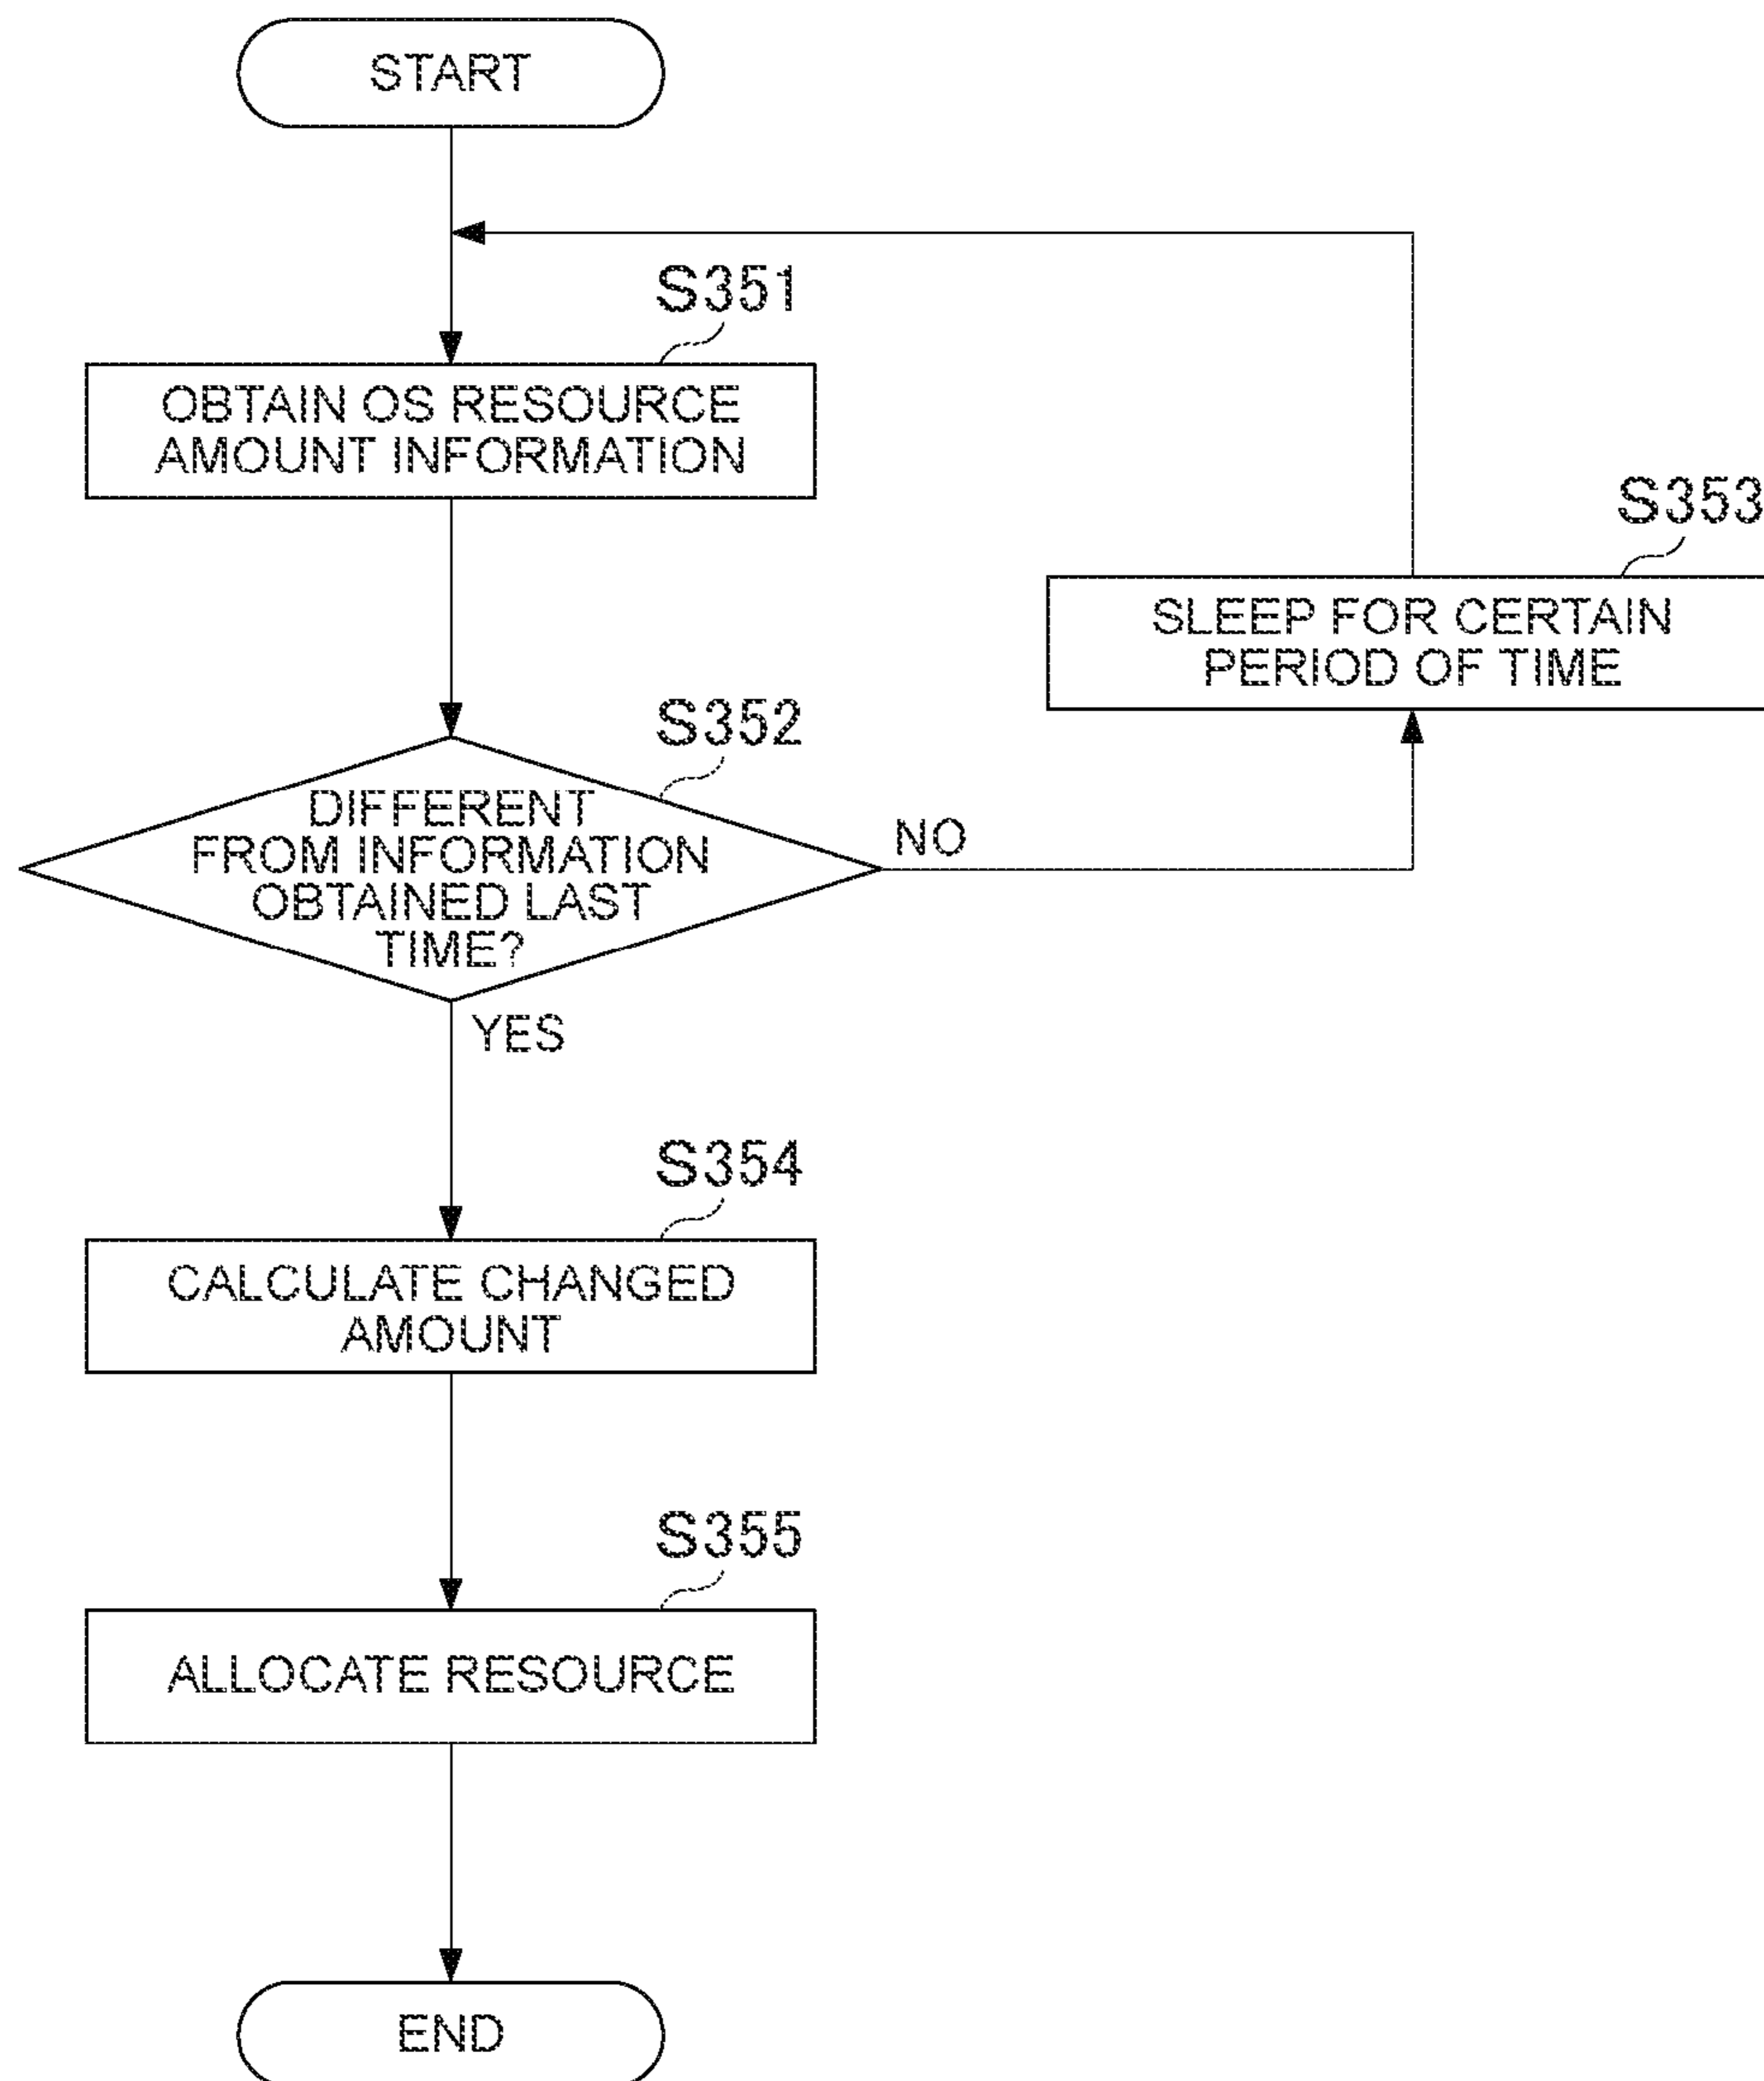 START
S351
OBTAIN OS RESOURCE
AMOUNT INFORMATION
S353
SLEEP FOR CERTAIN
PERIOD OF TIME
S352
DIFFERENT
FROM INFORMATION
OBTAINED LAST
TIME?
NO
YES
S354
CALCULATE CHANGED
AMOUNT
S355
ALLOCATE RESOURCE
END